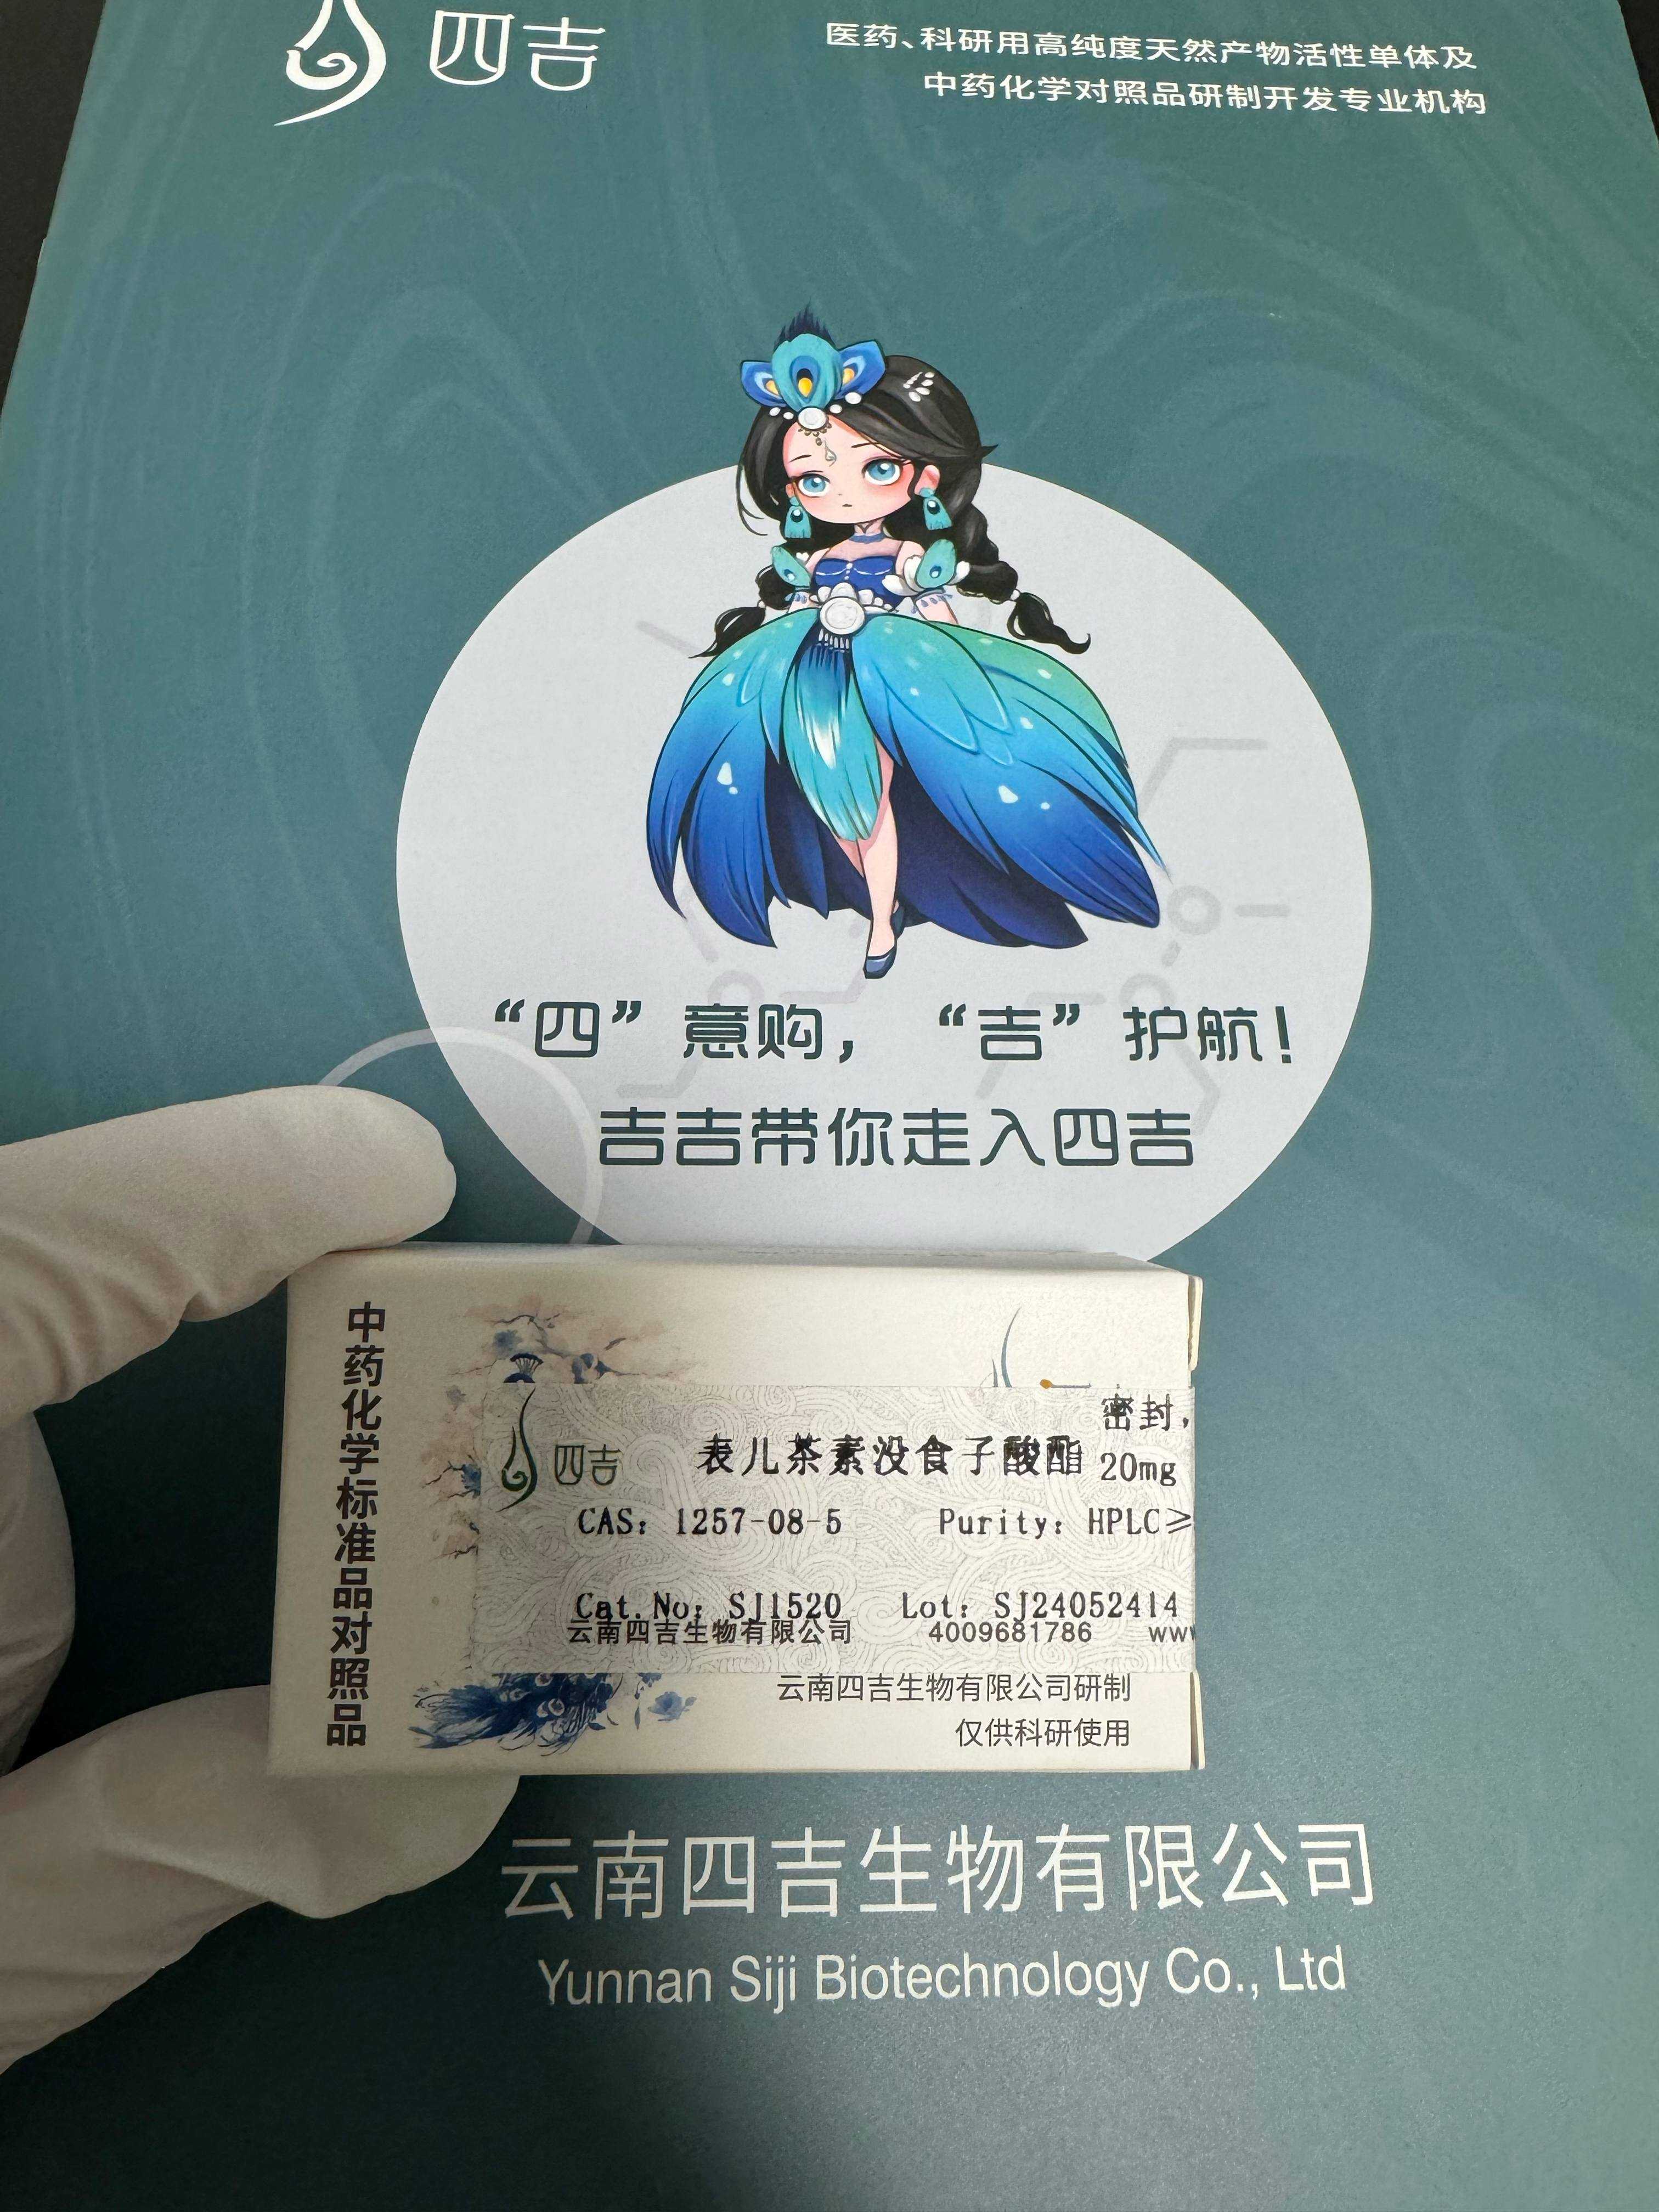 四吉
医药、科研用高纯度天然产物活性单体及
中药化学对照品研制开发专业机构
“四”意购，“吉”护航！
吉吉带你走入四吉
中药化学标准品对照品
四吉
表儿茶素没食子酸酯
密封，
20mg
CAS: 1257-08-5 Purity: HPLC≥
Cat.No: SJ1520 Lot: SJ24052414
云南四吉生物有限公司 4009681786 www
云南四吉生物有限公司研制
仅供科研使用
云南四吉生物有限公司
Yunnan Siji Biotechnology Co., Ltd